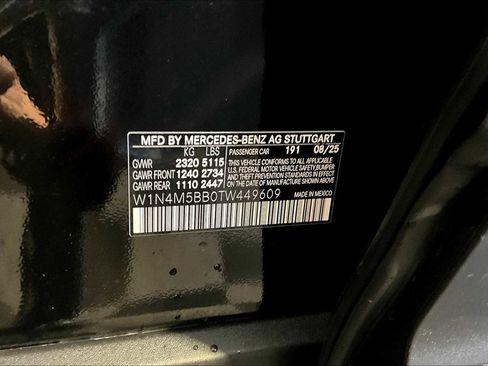 MFD BY MERCEDES-BENZ AG STUTTGART
KG LBS PASSENGER CAR 191 08/25
GVWR 2320 5115 THIS VEHICLE CONFORMS TO ALL APPLICABLE
GAWR FRONT 1240 2734 U.S. FEDERAL MOTOR VEHICLE SAFETY, BUMPER,
GAWR REAR 1110 2447 AND THEFT PREVENTION STANDARDS IN EFFECT
ON THE DATE OF MANUFACTURE SHOWN ABOVE.
W1N4M5BB0TW449609 MADE IN MEXICO